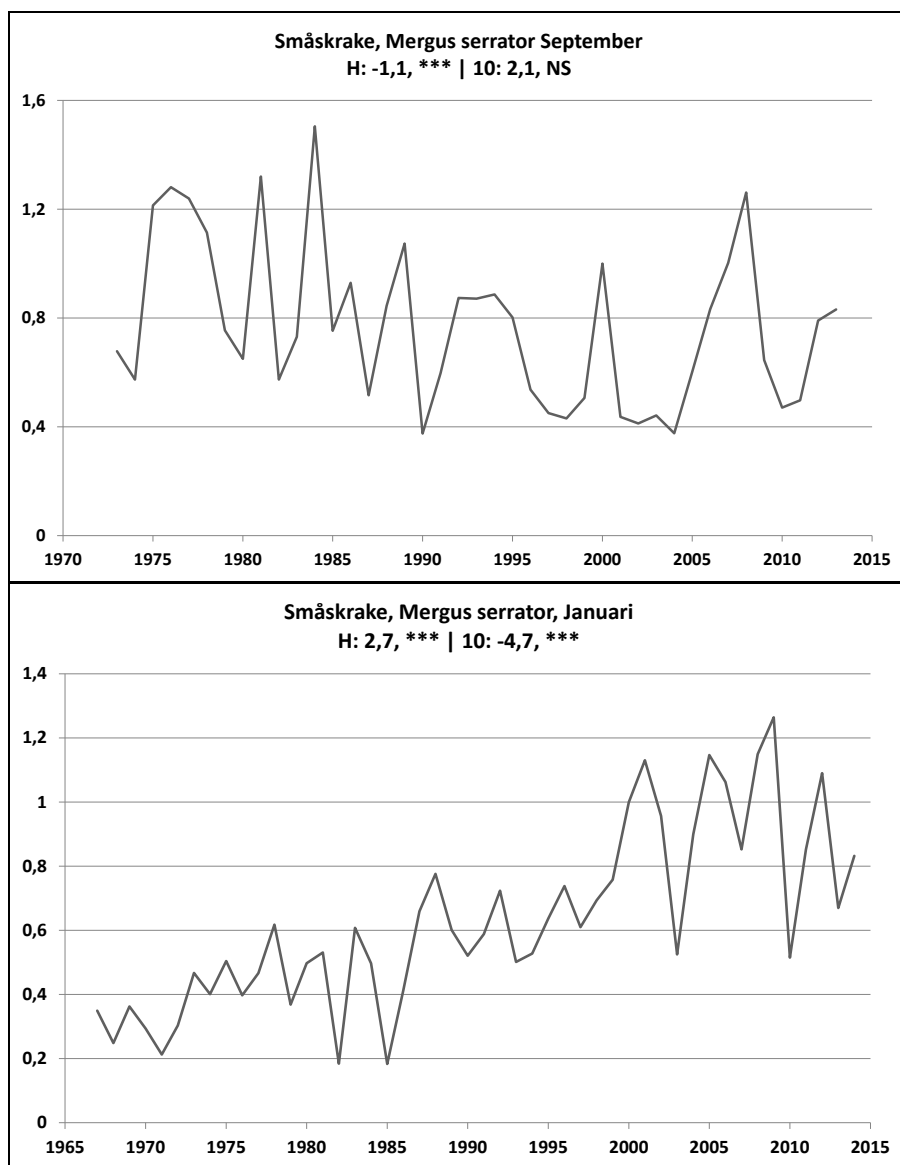 Småskrake, Mergus serrator September
H: -1,1, *** | 10: 2,1, NS
1,6
1,2
0,8
0,4
0
1970 1975 1980 1985 1990 1995 2000 2005 2010 2015
Småskrake, Mergus serrator, Januari
H: 2,7, *** | 10: -4,7, ***
1,4
1,2
1
0,8
0,6
0,4
0,2
0
1965 1970 1975 1980 1985 1990 1995 2000 2005 2010 2015